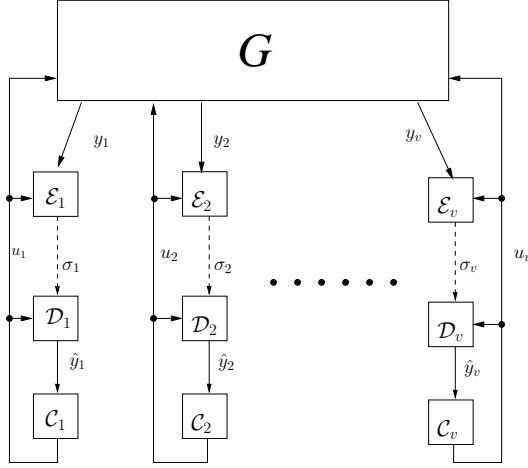 G
y₁ y₂ yᵥ
ℰ₁ ℰ₂ ℰᵥ
u₁ σ₁ u₂ σ₂ σᵥ uᵥ
𝒟₁ 𝒟₂ 𝒟ᵥ
ŷ₁ ŷ₂ ŷᵥ
𝒞₁ 𝒞₂ 𝒞ᵥ